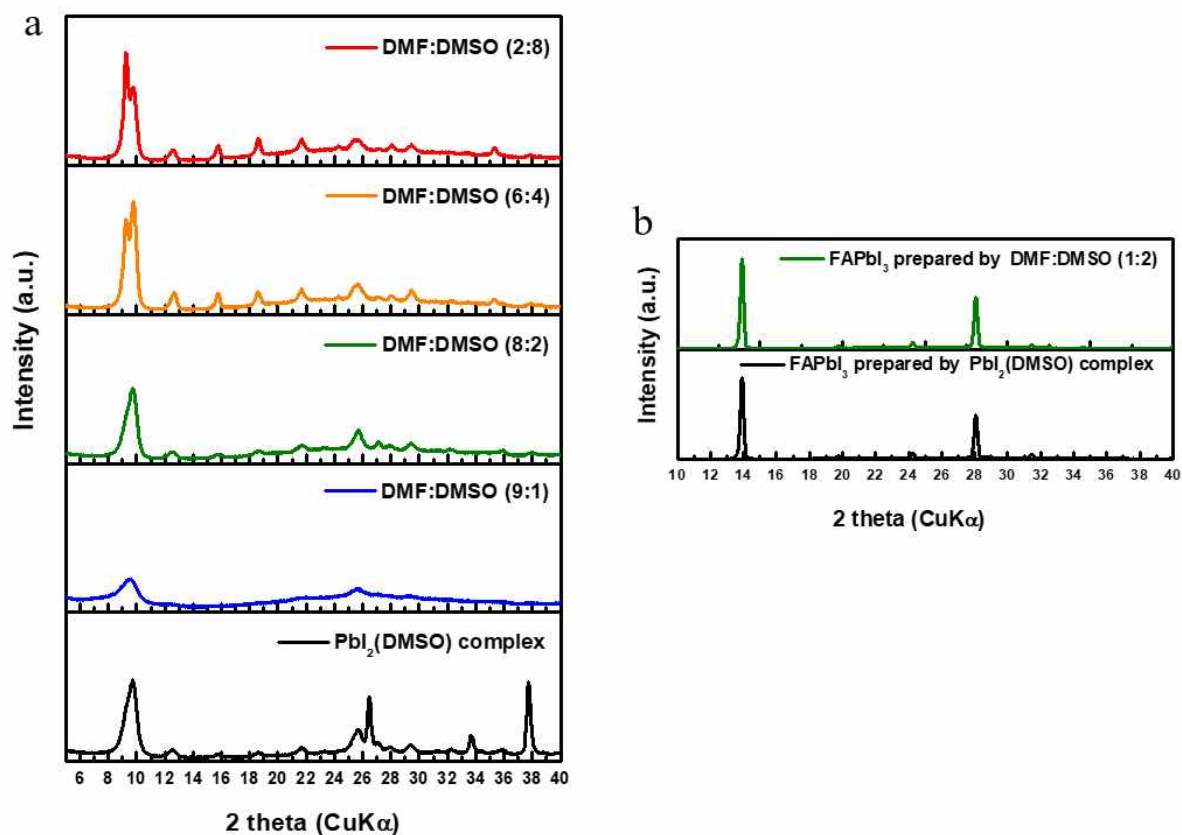 a
DMF:DMSO (2:8)
DMF:DMSO (6:4)
DMF:DMSO (8:2)
DMF:DMSO (9:1)
PbI₂(DMSO) complex
Intensity (a.u.)
6 8 10 12 14 16 18 20 22 24 26 28 30 32 34 36 38 40
2 theta (CuKα)
b
FAPbI₃ prepared by DMF:DMSO (1:2)
FAPbI₃ prepared by PbI₂(DMSO) complex
Intensity (a.u.)
10 12 14 16 18 20 22 24 26 28 30 32 34 36 38 40
2 theta (CuKα)